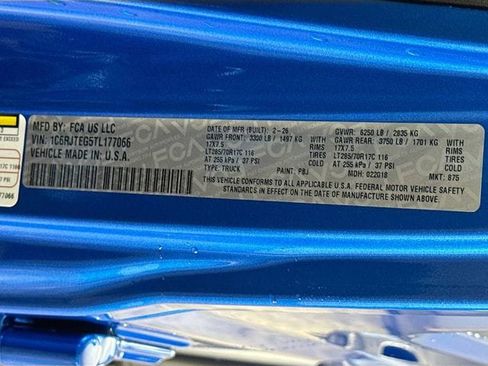 MFD BY: FCA US LLC
VIN: 1C6RJTEG5TL177066
VEHICLE MADE IN U.S.A.
DATE OF MFR (BUILT): 2-26 GVWR: 6250 LB / 2835 KG
GAWR FRONT: 3300 LB / 1497 KG GAWR REAR: 3750 LB / 1701 KG
17X7.5 RIMS 17X7.5 RIMS
LT285/70R17C 116 TIRES LT285/70R17C 116 TIRES
AT 255 kPa / 37 PSI AT 255 kPa / 37 PSI
TYPE: TRUCK PAINT: PBJ MDH: 022018 MKT: 875
THIS VEHICLE CONFORMS TO ALL APPLICABLE U.S.A. FEDERAL MOTOR VEHICLE SAFETY
STANDARDS IN EFFECT ON THE DATE OF MANUFACTURE SHOWN ABOVE.